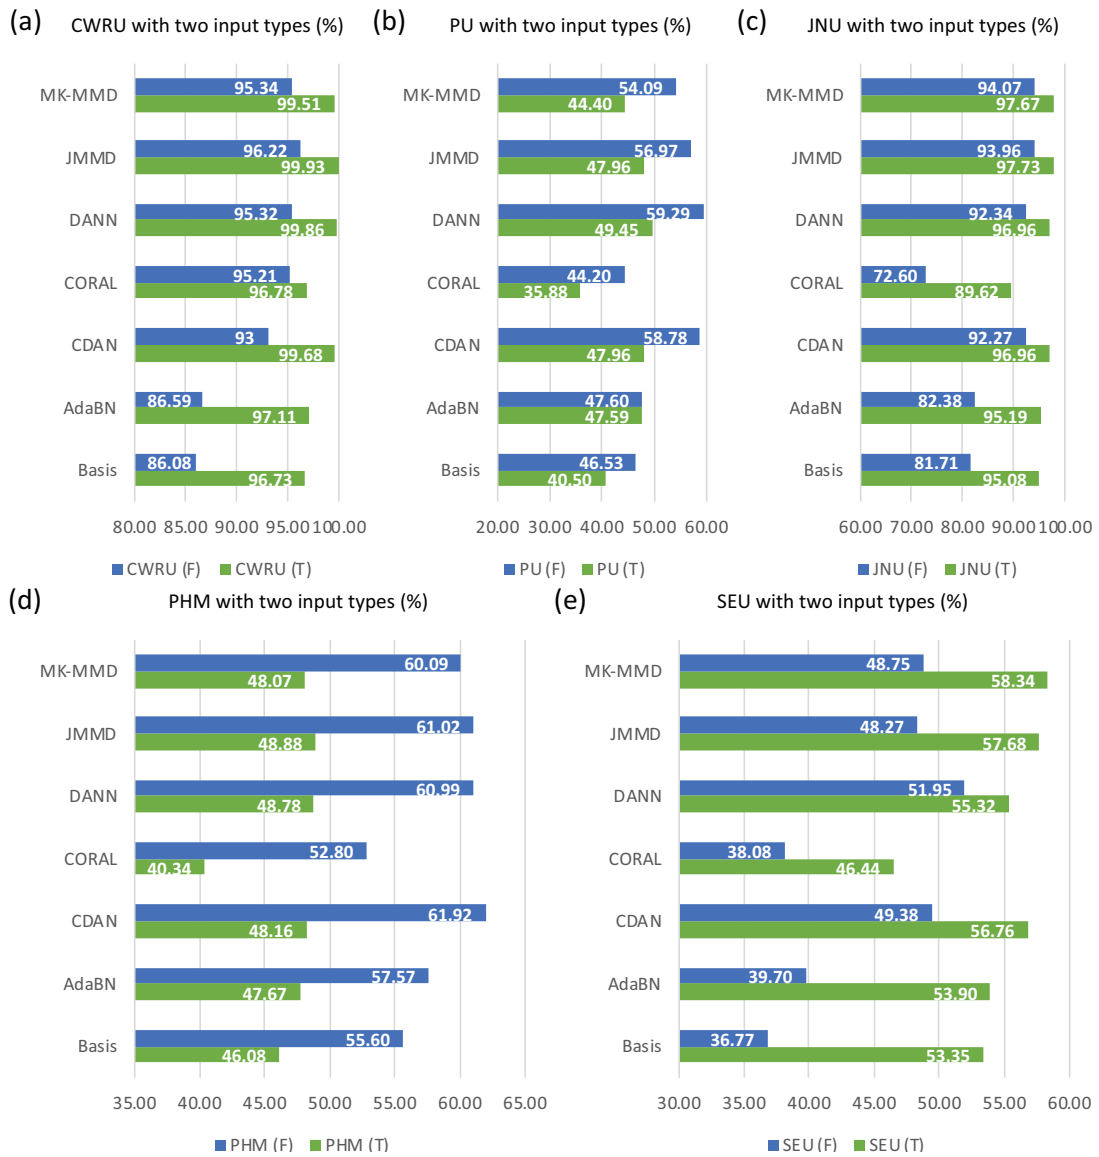 (a) CWRU with two input types (%)
MK-MMD 95.34
99.51
JMMD 96.22
99.93
DANN 95.32
99.86
CORAL 95.21
96.78
CDAN 93
99.68
AdaBN 86.59
97.11
Basis 86.08
96.73
80.00 85.00 90.00 95.00 100.00
CWRU (F) CWRU (T)
(b) PU with two input types (%)
MK-MMD 54.09
44.40
JMMD 56.97
47.96
DANN 59.29
49.45
CORAL 44.20
35.88
CDAN 58.78
47.96
AdaBN 47.60
47.59
Basis 46.53
40.50
20.00 30.00 40.00 50.00 60.00
PU (F) PU (T)
(c) JNU with two input types (%)
MK-MMD 94.07
97.67
JMMD 93.96
97.73
DANN 92.34
96.96
CORAL 72.60
89.62
CDAN 92.27
96.96
AdaBN 82.38
95.19
Basis 81.71
95.08
60.00 70.00 80.00 90.00 100.00
JNU (F) JNU (T)
(d) PHM with two input types (%)
MK-MMD 60.09
48.07
JMMD 61.02
48.88
DANN 60.99
48.78
CORAL 52.80
40.34
CDAN 61.92
48.16
AdaBN 57.57
47.67
Basis 55.60
46.08
35.00 40.00 45.00 50.00 55.00 60.00 65.00
PHM (F) PHM (T)
(e) SEU with two input types (%)
MK-MMD 48.75
58.34
JMMD 48.27
57.68
DANN 51.95
55.32
CORAL 38.08
46.44
CDAN 49.38
56.76
AdaBN 39.70
53.90
Basis 36.77
53.35
30.00 35.00 40.00 45.00 50.00 55.00 60.00
SEU (F) SEU (T)